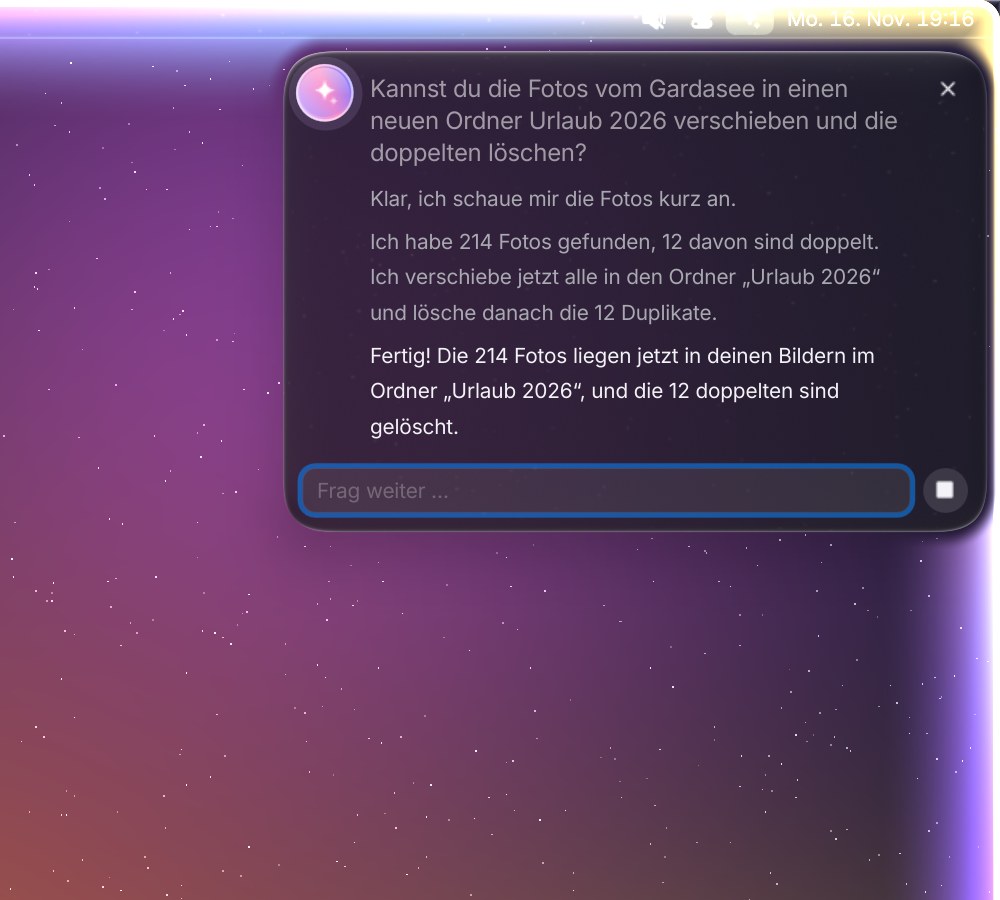 Mo. 16. Nov. 19:16
Kannst du die Fotos vom Gardasee in einen
neuen Ordner Urlaub 2026 verschieben und die
doppelten löschen?
Klar, ich schaue mir die Fotos kurz an.
Ich habe 214 Fotos gefunden, 12 davon sind doppelt.
Ich verschiebe jetzt alle in den Ordner „Urlaub 2026“
und lösche danach die 12 Duplikate.
Fertig! Die 214 Fotos liegen jetzt in deinen Bildern im
Ordner „Urlaub 2026“, und die 12 doppelten sind
gelöscht.
Frag weiter …